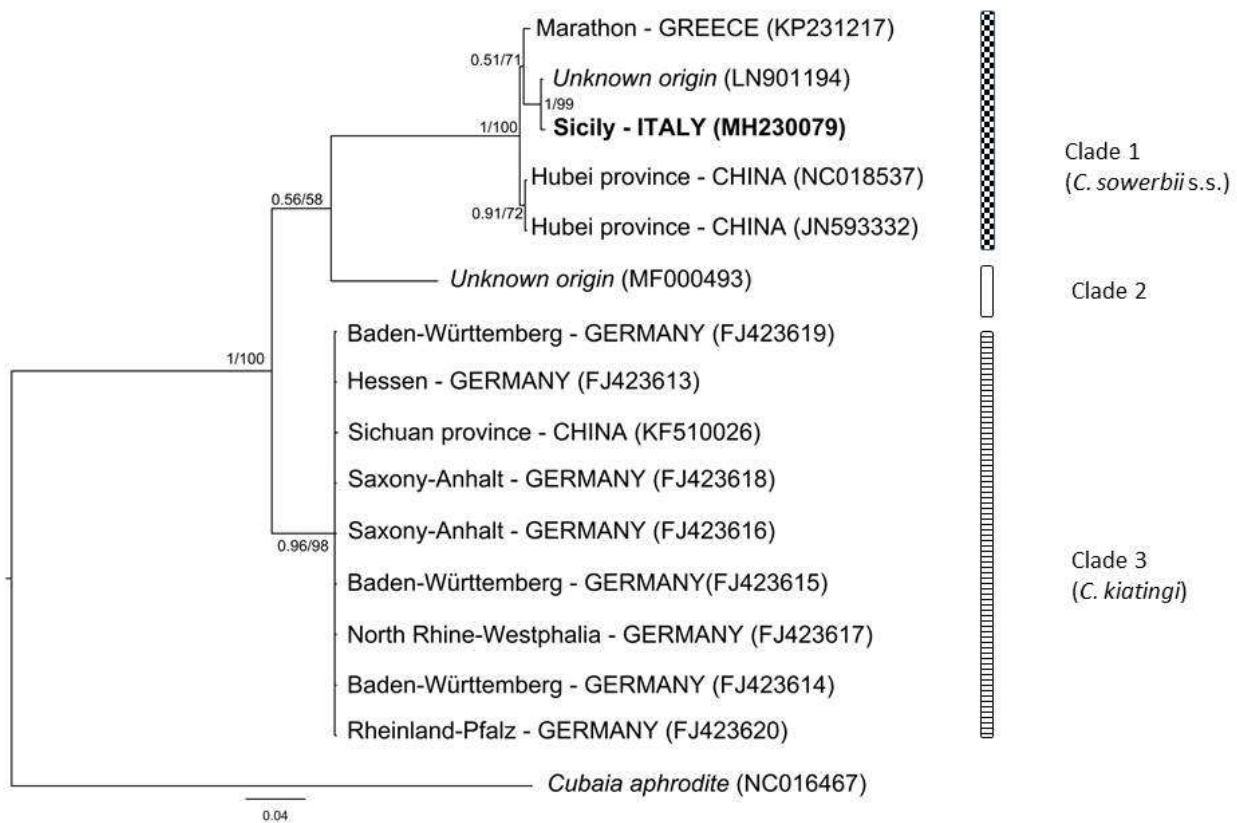 Marathon - GREECE (KP231217)
0.51/71
Unknown origin (LN901194)
1/99
Sicily - ITALY (MH230079)
1/100
Clade 1
(C. sowerbii s.s.)
Hubei province - CHINA (NC018537)
0.56/58
0.91/72
Hubei province - CHINA (JN593332)
Unknown origin (MF000493)
Clade 2
Baden-Württemberg - GERMANY (FJ423619)
1/100
Hessen - GERMANY (FJ423613)
Sichuan province - CHINA (KF510026)
Saxony-Anhalt - GERMANY (FJ423618)
Saxony-Anhalt - GERMANY (FJ423616)
0.96/98
Clade 3
(C. kiatingi)
Baden-Württemberg - GERMANY(FJ423615)
North Rhine-Westphalia - GERMANY (FJ423617)
Baden-Württemberg - GERMANY (FJ423614)
Rheinland-Pfalz - GERMANY (FJ423620)
Cubaia aphrodite (NC016467)
0.04